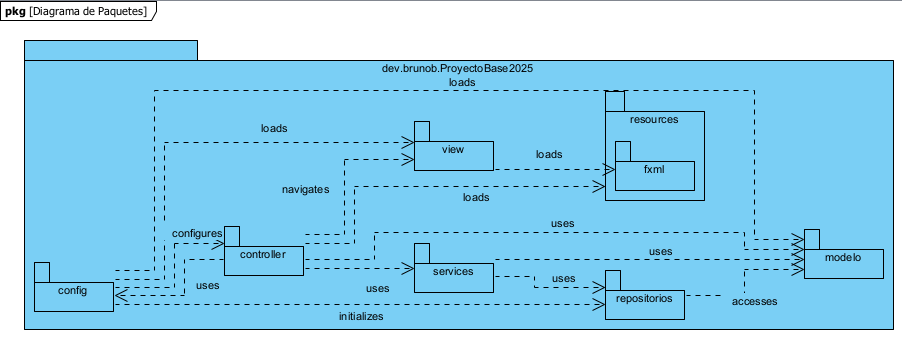 pkg [Diagrama de Paquetes]
dev.brunob.ProyectoBase2025
loads
loads
view
resources
loads
fxml
navigates
loads
configures
controller
uses
uses
modelo
services
uses
uses
uses
config
repositorios
accesses
initializes